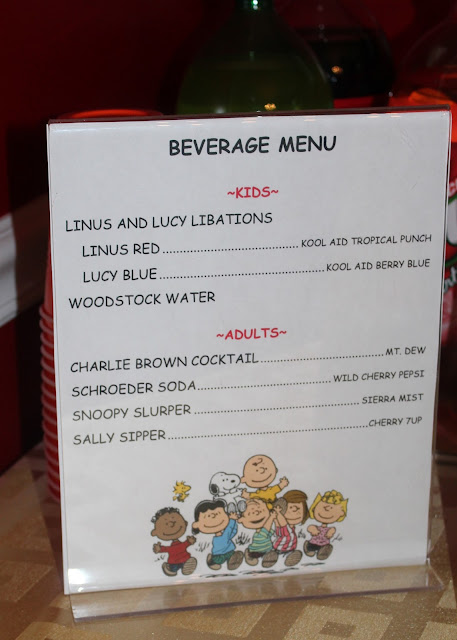 BEVERAGE MENU
~KIDS~
LINUS AND LUCY LIBATIONS
LINUS RED.......................................KOOL AID TROPICAL PUNCH
LUCY BLUE...............................................KOOL AID BERRY BLUE
WOODSTOCK WATER
~ADULTS~
CHARLIE BROWN COCKTAIL....................................MT. DEW
SCHROEDER SODA.......................................WILD CHERRY PEPSI
SNOOPY SLURPER................................................SIERRA MIST
SALLY SIPPER.........................................................CHERRY 7UP